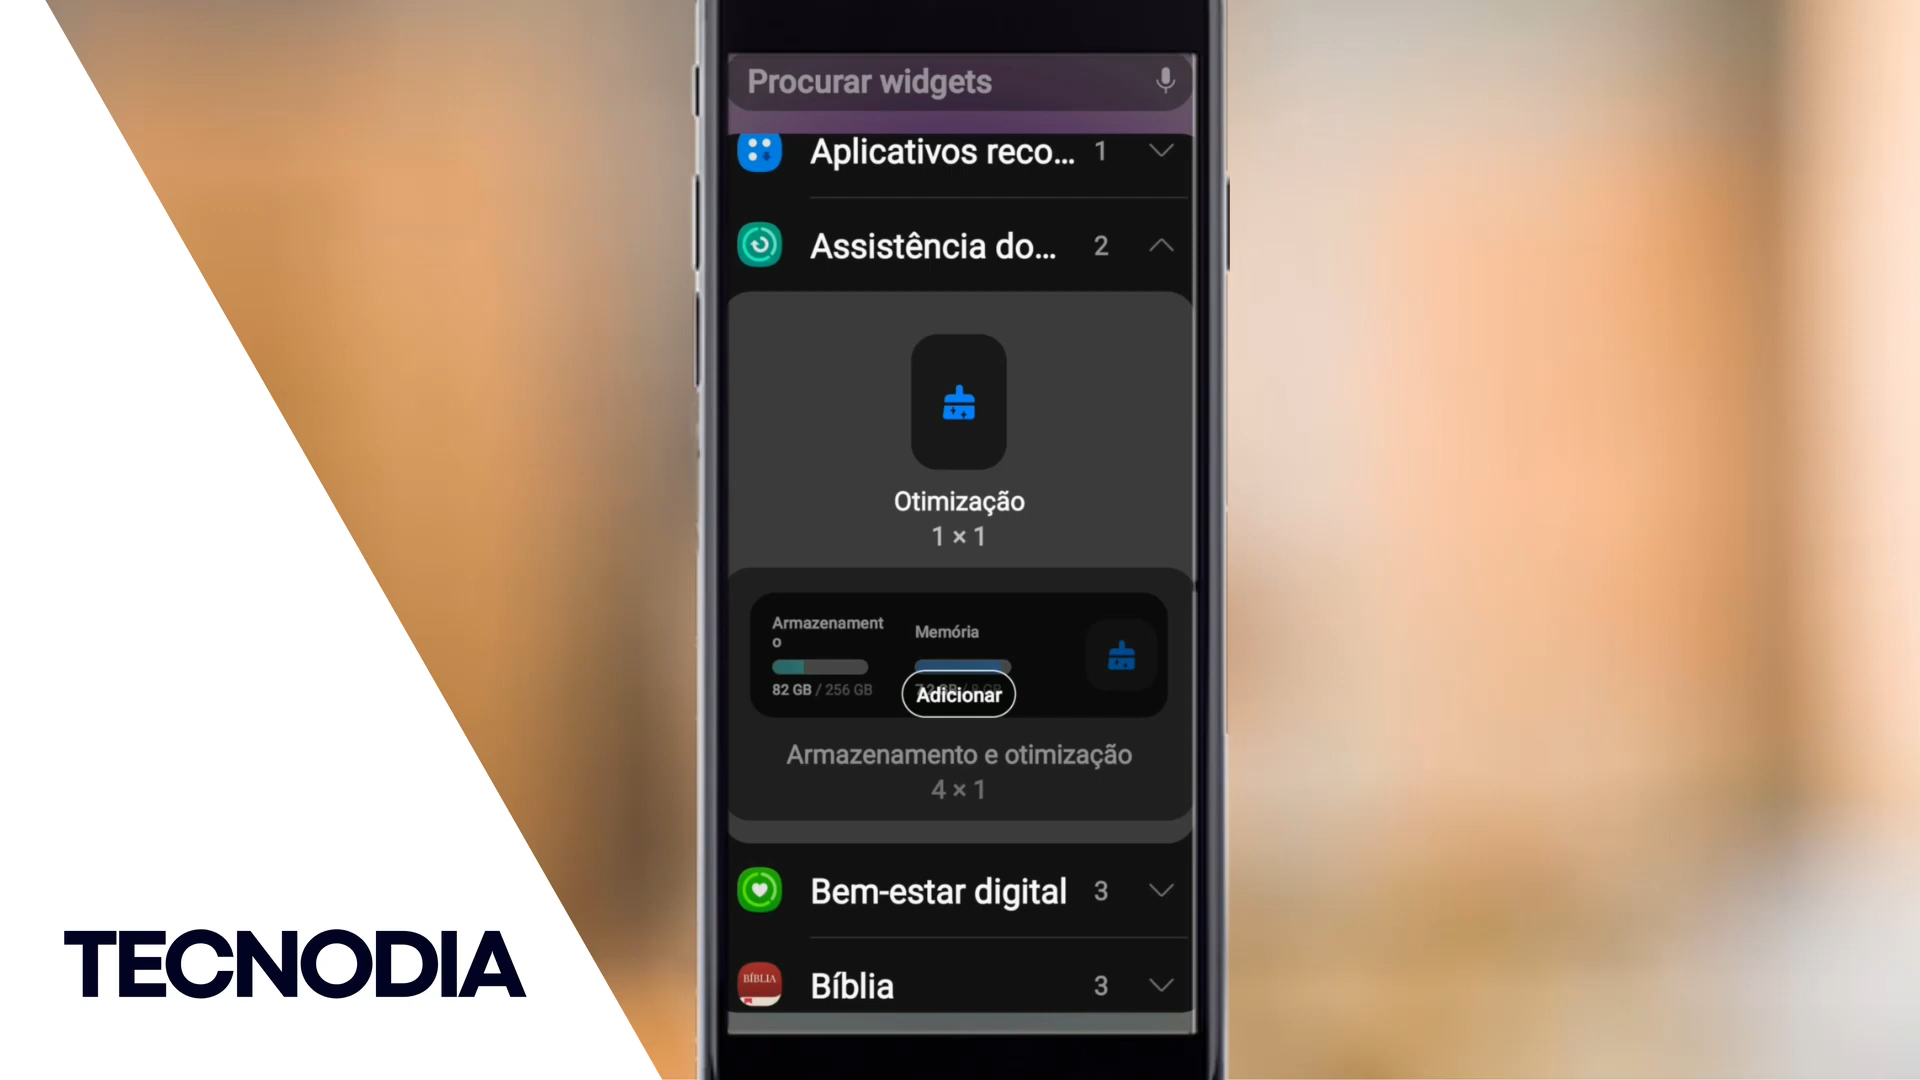 Procurar widgets
Aplicativos reco... 1
Assistência do... 2
Otimização
1 × 1
Armazenament
o
Memória
82 GB / 256 GB
Adicionar
Armazenamento e otimização
4 × 1
Bem-estar digital 3
BÍBLIA
Bíblia 3
TECNODIA